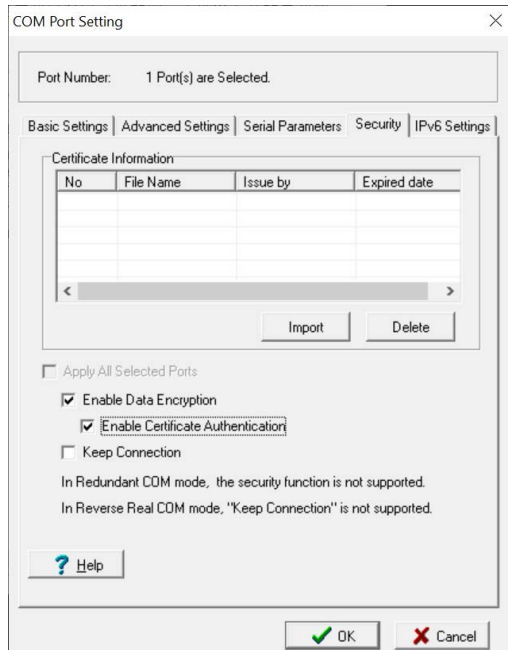 COM Port Setting
Port Number: 1 Port(s) are Selected.
Basic Settings Advanced Settings Serial Parameters Security IPv6 Settings
Certificate Information
No File Name Issue by Expired date
Import Delete
Apply All Selected Ports
Enable Data Encryption
Enable Certificate Authentication
Keep Connection
In Redundant COM mode, the security function is not supported.
In Reverse Real COM mode, "Keep Connection" is not supported.
? Help
OK Cancel